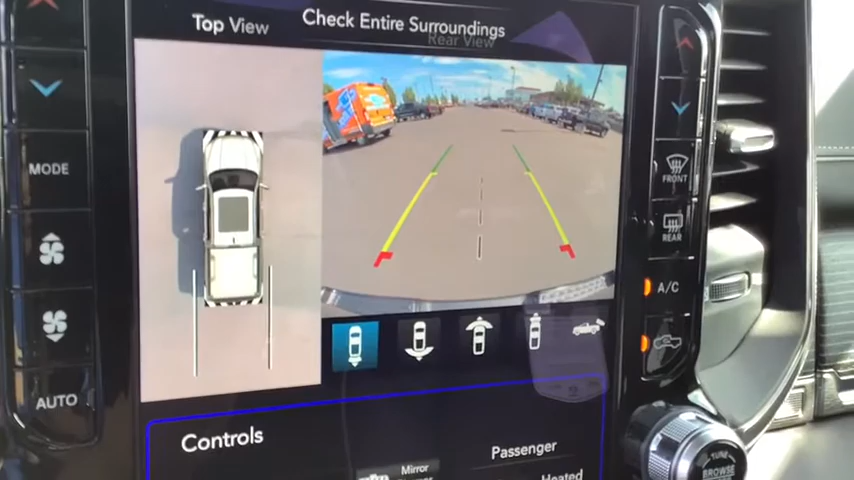 Top View
Check Entire Surroundings
Rear View
MODE
AUTO
FRONT
REAR
A/C
Controls
Passenger
Mirror
Heated
TUNE
BROWSE